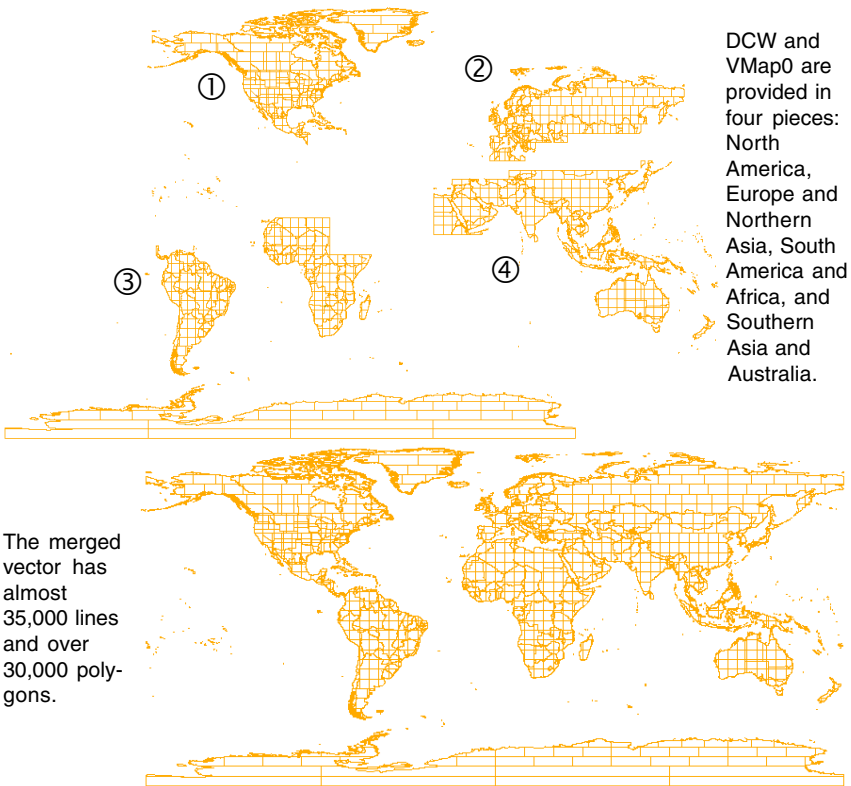 ①
②
③
④
DCW and
VMap0 are
provided in
four pieces:
North
America,
Europe and
Northern
Asia, South
America and
Africa, and
Southern
Asia and
Australia.
The merged
vector has
almost
35,000 lines
and over
30,000 poly-
gons.